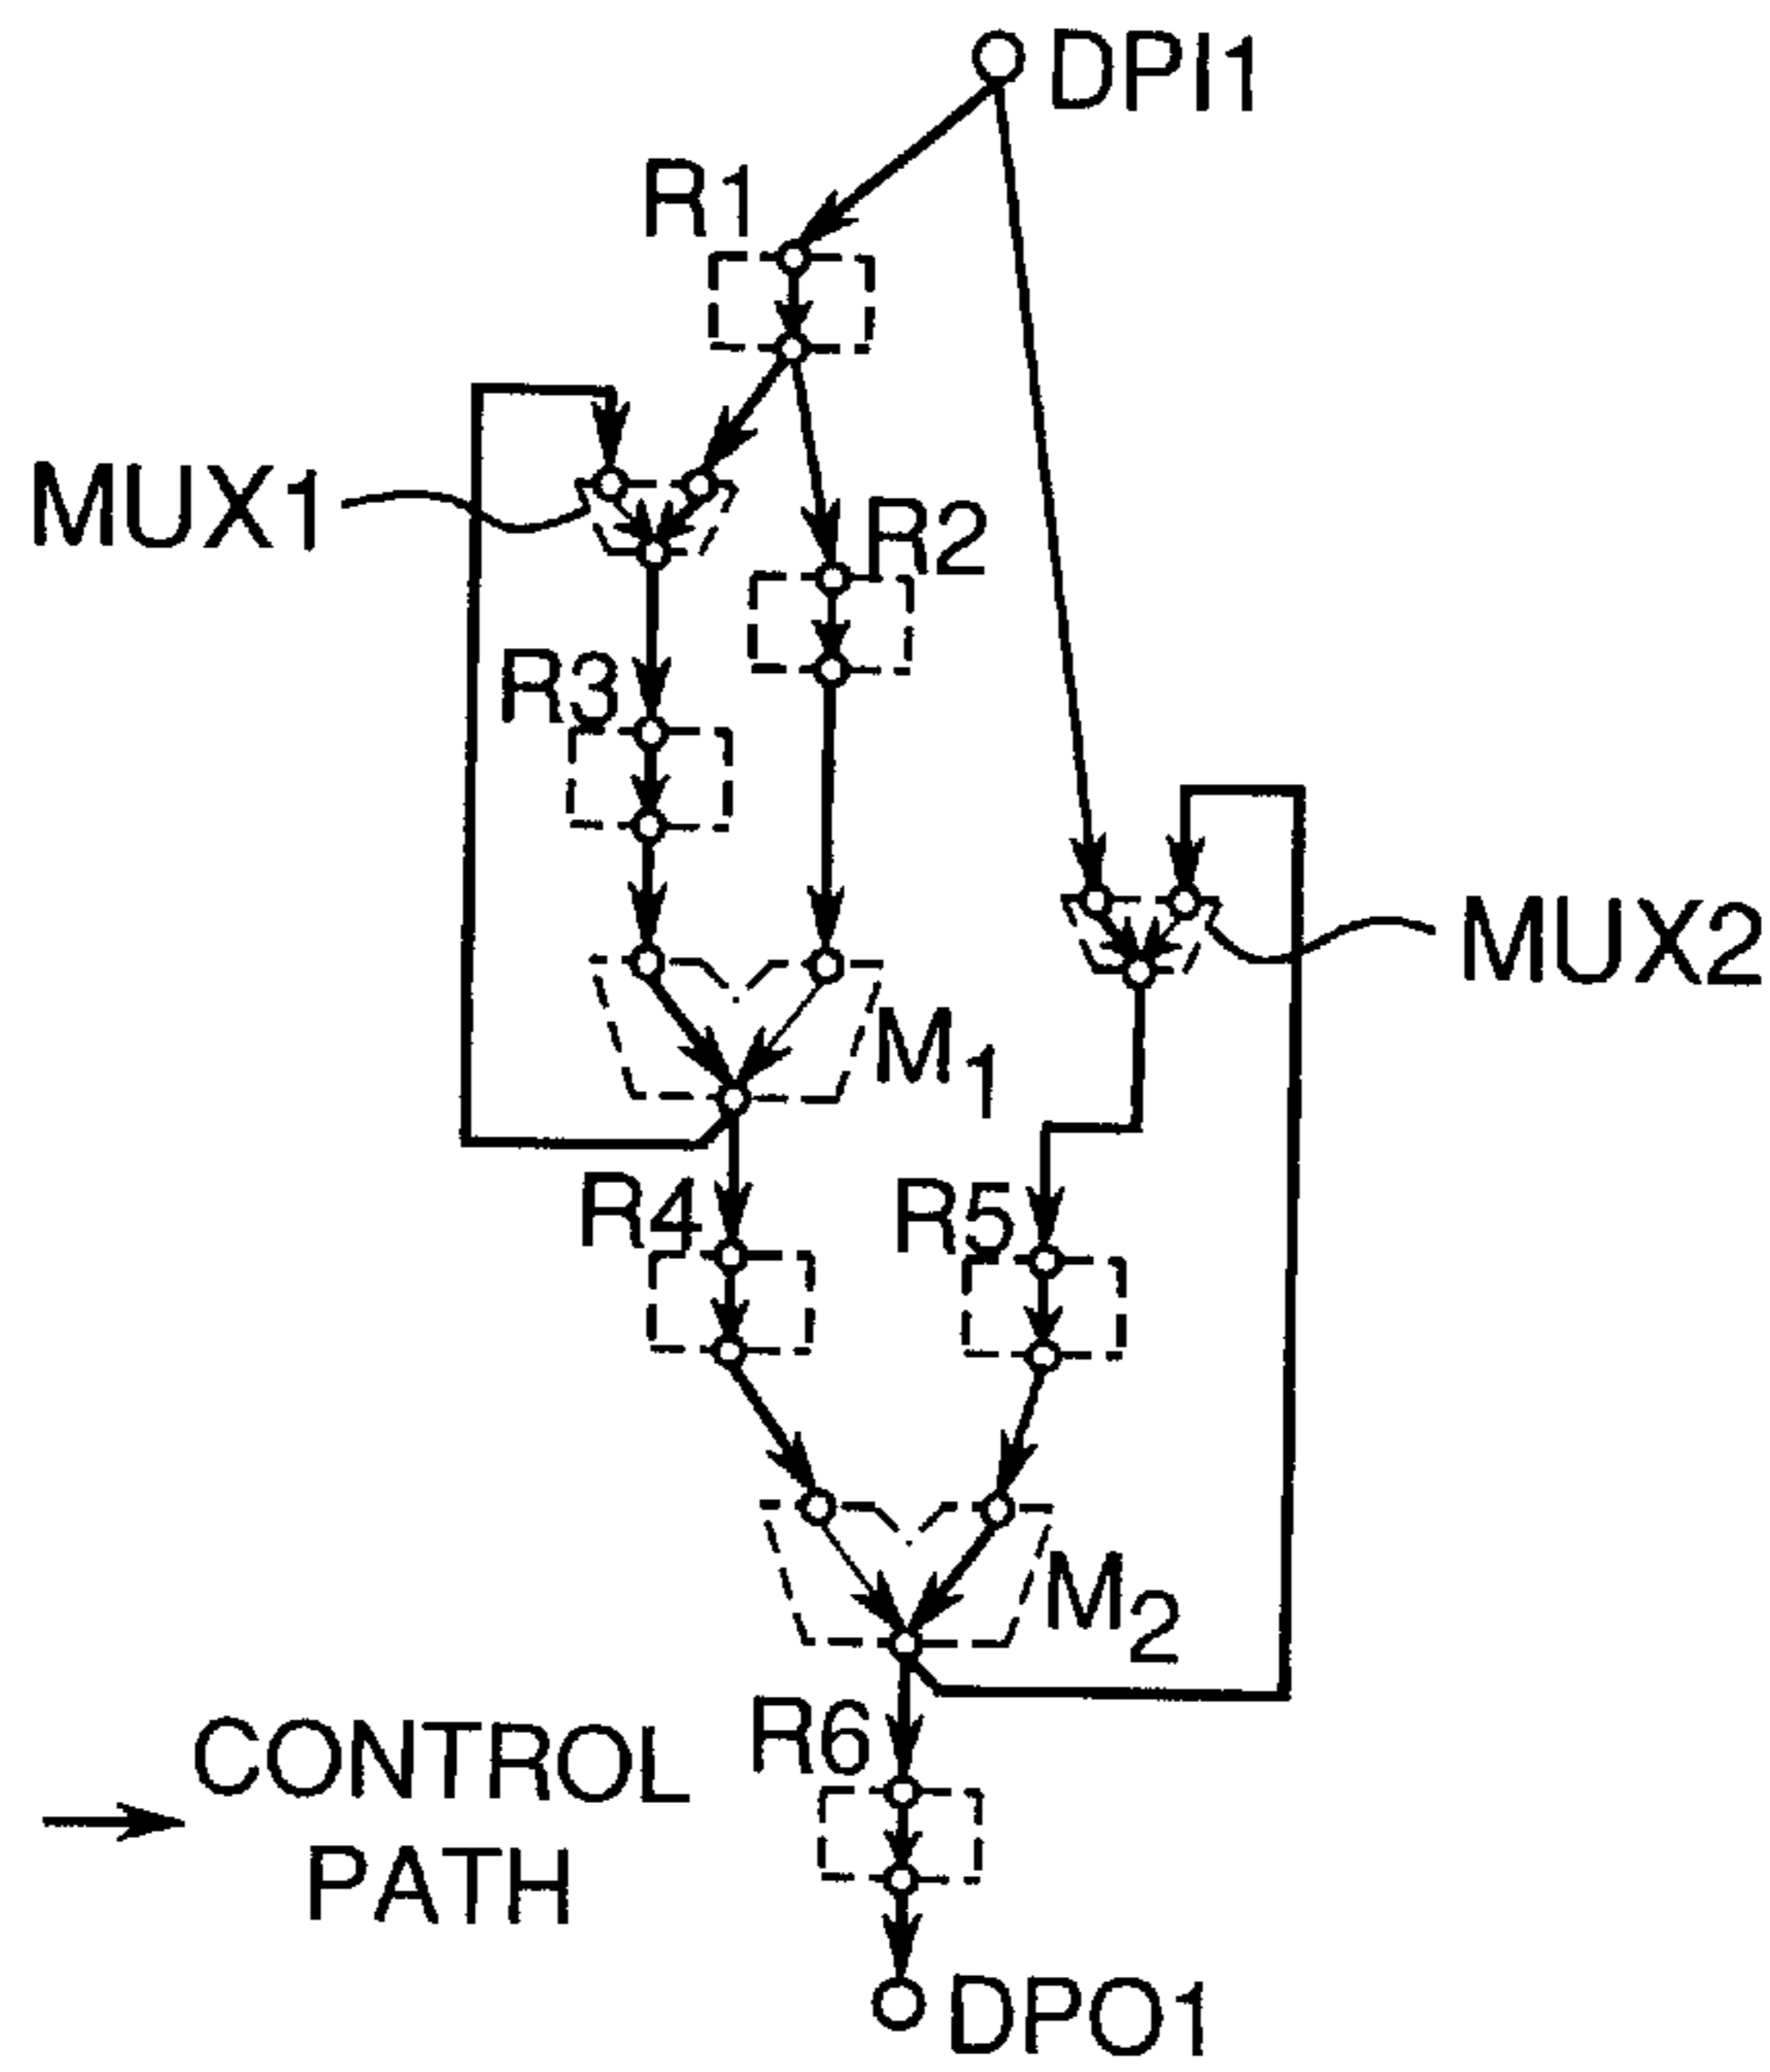 DPI1
R1
MUX1
R2
R3
MUX2
M1
R4
R5
M2
R6
CONTROL
PATH
DPO1